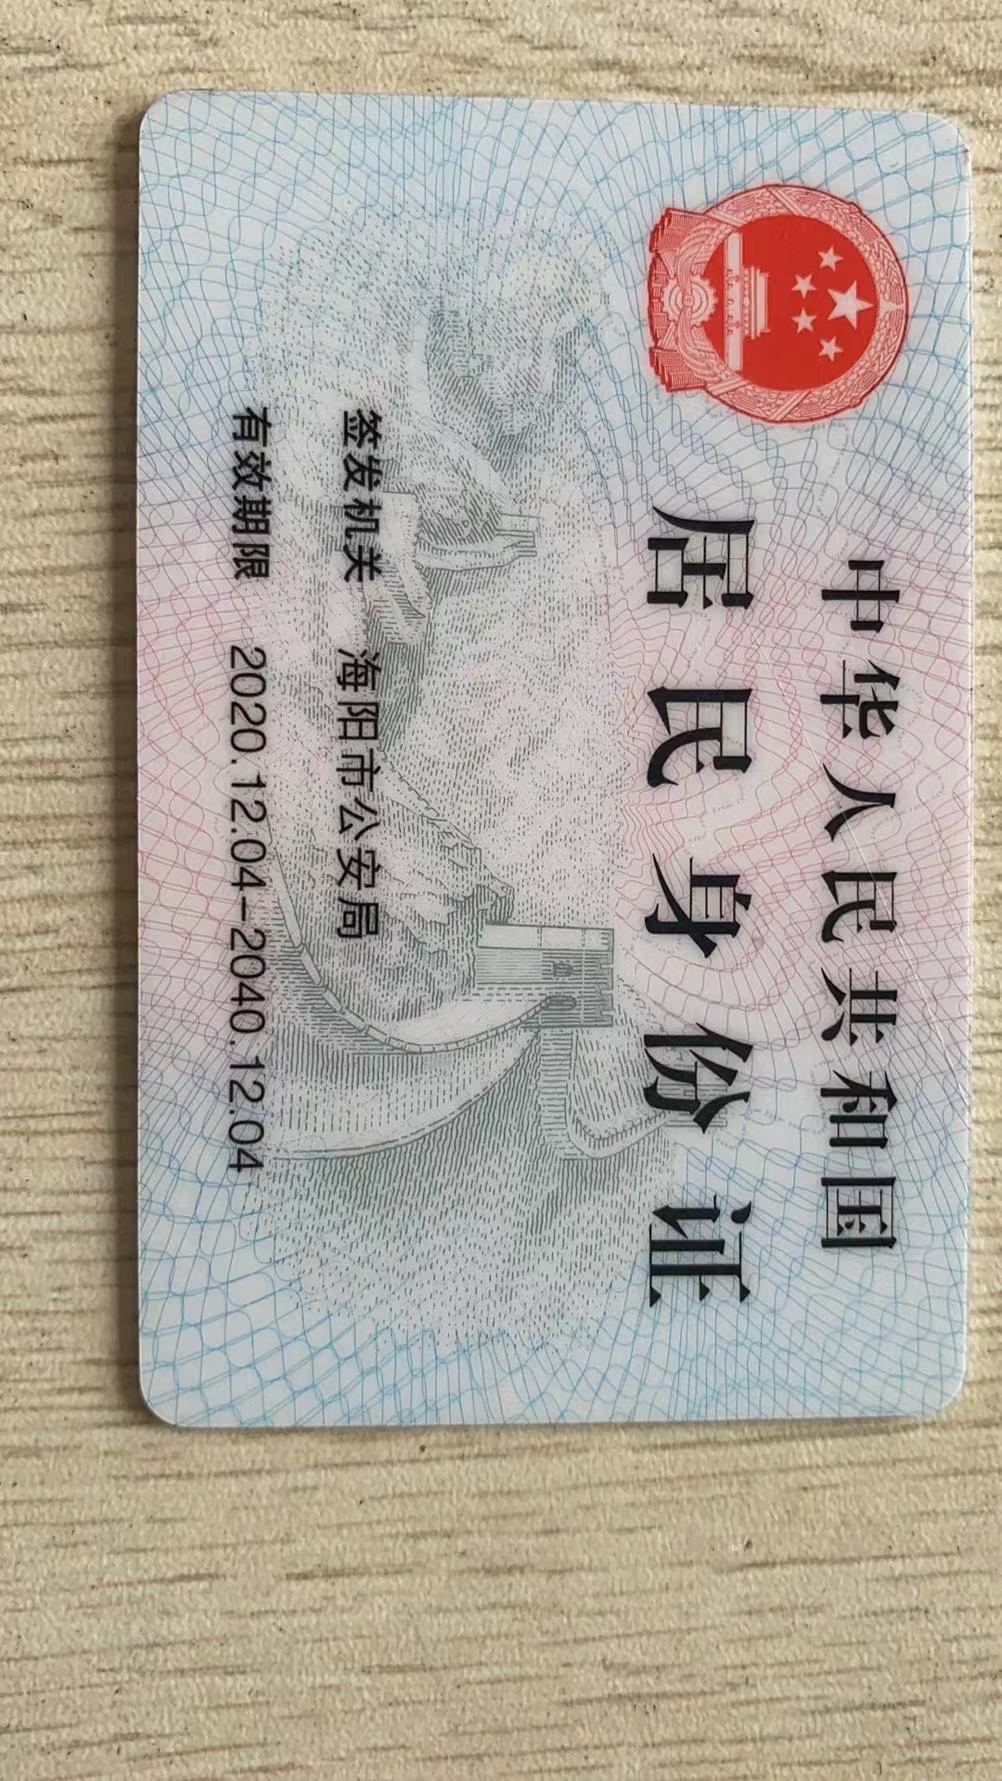 中华人民共和国
居民身份证
签发机关 海阳市公安局
有效期限 2020.12.04-2040.12.04